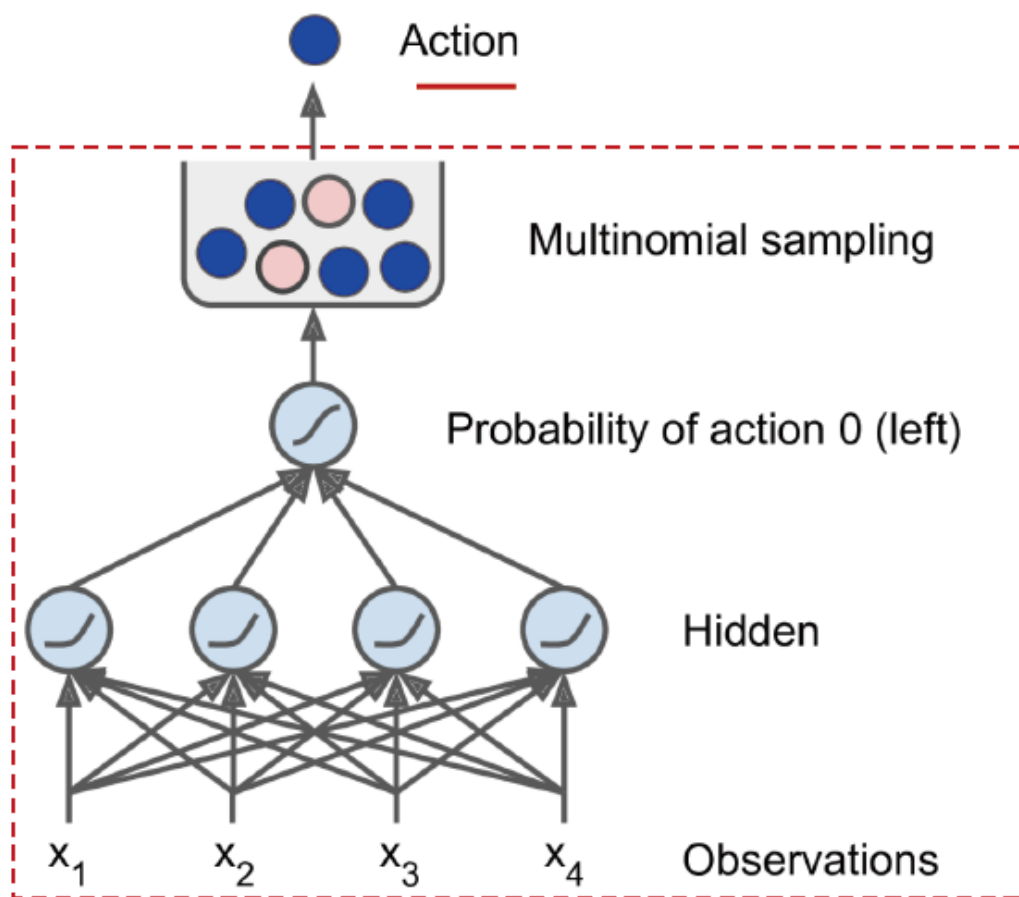 Action
Multinomial sampling
Probability of action 0 (left)
Hidden
x1 x2 x3 x4
Observations